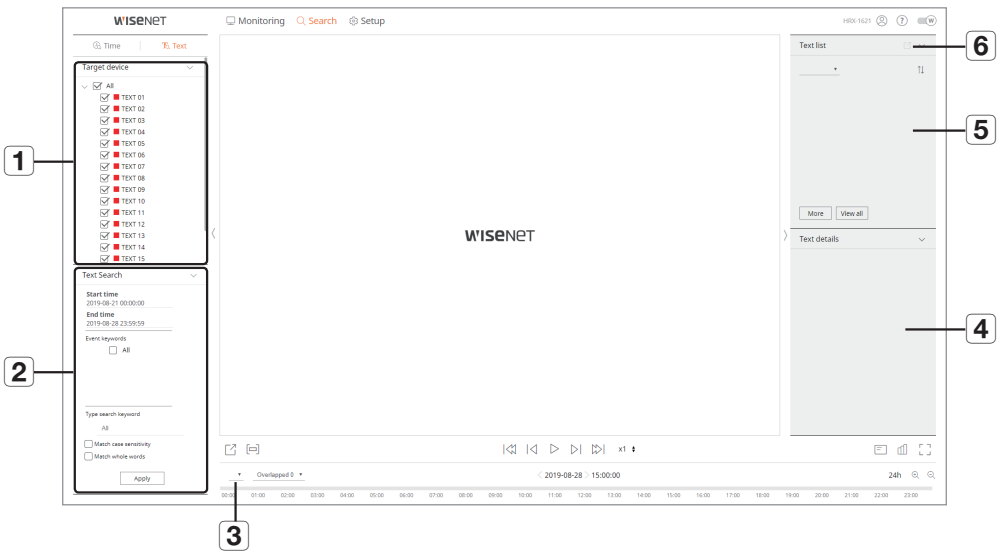 WISENET
Monitoring Search Setup
HRX-1621 ? W
Time Text
Target device
All
TEXT 01
TEXT 02
TEXT 03
TEXT 04
TEXT 05
TEXT 06
TEXT 07
TEXT 08
TEXT 09
TEXT 10
TEXT 11
TEXT 12
TEXT 13
TEXT 14
TEXT 15
1
Text Search
Start time
2019-08-21 00:00:00
End time
2019-08-28 23:59:59
Event keywords
All
2
Type search keyword
All
Match case sensitivity
Match whole words
Apply
WISENET
Text list
6
5
More View all
Text details
4
x1
Overlapped 0
2019-08-28 15:00:00
24h
00:00 01:00 02:00 03:00 04:00 05:00 06:00 07:00 08:00 09:00 10:00 11:00 12:00 13:00 14:00 15:00 16:00 17:00 18:00 19:00 20:00 21:00 22:00 23:00
3